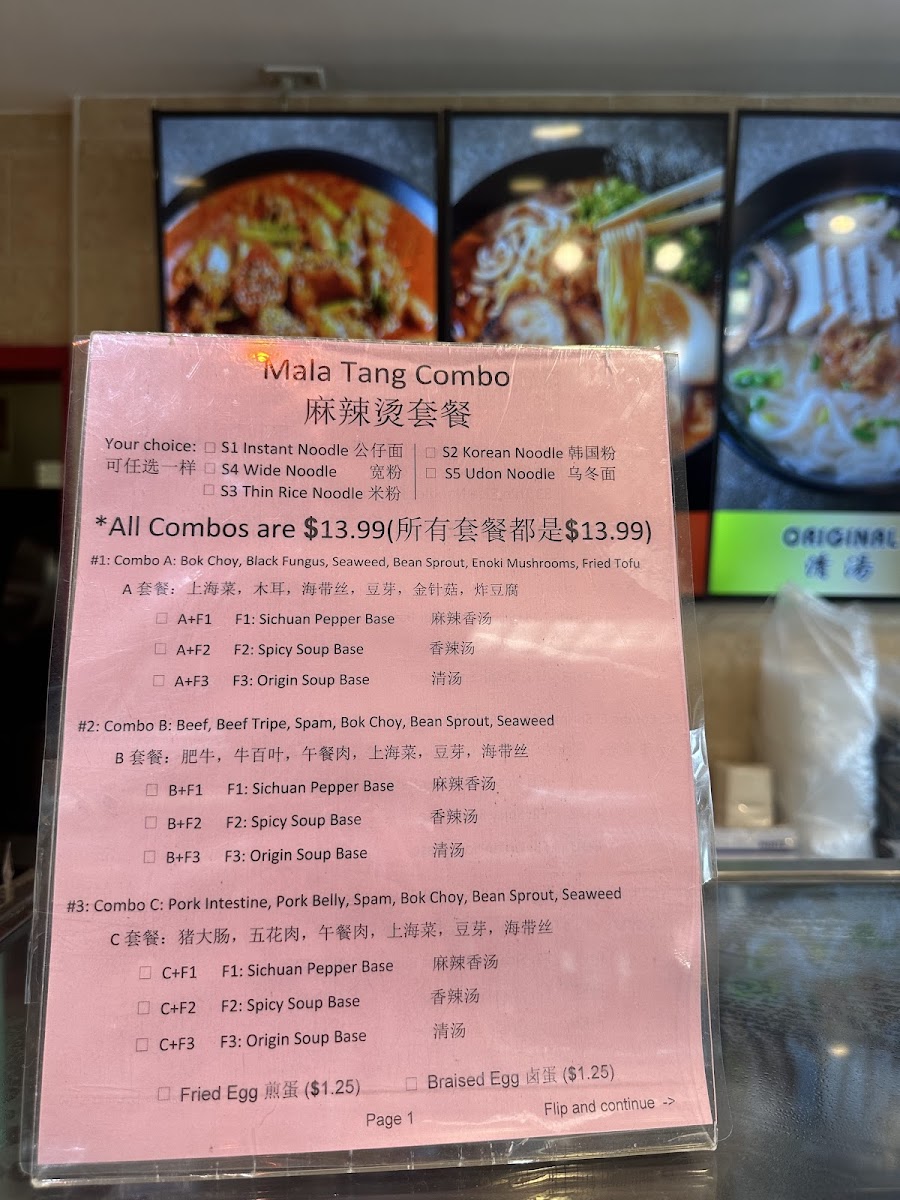 Mala Tang Combo
麻辣烫套餐
Your choice: □ S1 Instant Noodle 公仔面 □ S2 Korean Noodle 韩国粉
可任选一样 □ S4 Wide Noodle 宽粉 □ S5 Udon Noodle 乌冬面
□ S3 Thin Rice Noodle 米粉
*All Combos are $13.99(所有套餐都是$13.99)
#1: Combo A: Bok Choy, Black Fungus, Seaweed, Bean Sprout, Enoki Mushrooms, Fried Tofu
A 套餐：上海菜，木耳，海带丝，豆芽，金针菇，炸豆腐
□ A+F1 F1: Sichuan Pepper Base 麻辣香汤
□ A+F2 F2: Spicy Soup Base 香辣汤
□ A+F3 F3: Origin Soup Base 清汤
#2: Combo B: Beef, Beef Tripe, Spam, Bok Choy, Bean Sprout, Seaweed
B 套餐：肥牛，牛百叶，午餐肉，上海菜，豆芽，海带丝
□ B+F1 F1: Sichuan Pepper Base 麻辣香汤
□ B+F2 F2: Spicy Soup Base 香辣汤
□ B+F3 F3: Origin Soup Base 清汤
#3: Combo C: Pork Intestine, Pork Belly, Spam, Bok Choy, Bean Sprout, Seaweed
C 套餐：猪大肠，五花肉，午餐肉，上海菜，豆芽，海带丝
□ C+F1 F1: Sichuan Pepper Base 麻辣香汤
□ C+F2 F2: Spicy Soup Base 香辣汤
□ C+F3 F3: Origin Soup Base 清汤
□ Fried Egg 煎蛋 ($1.25) □ Braised Egg 卤蛋 ($1.25)
Page 1
Flip and continue ->
ORIGINAL
清汤